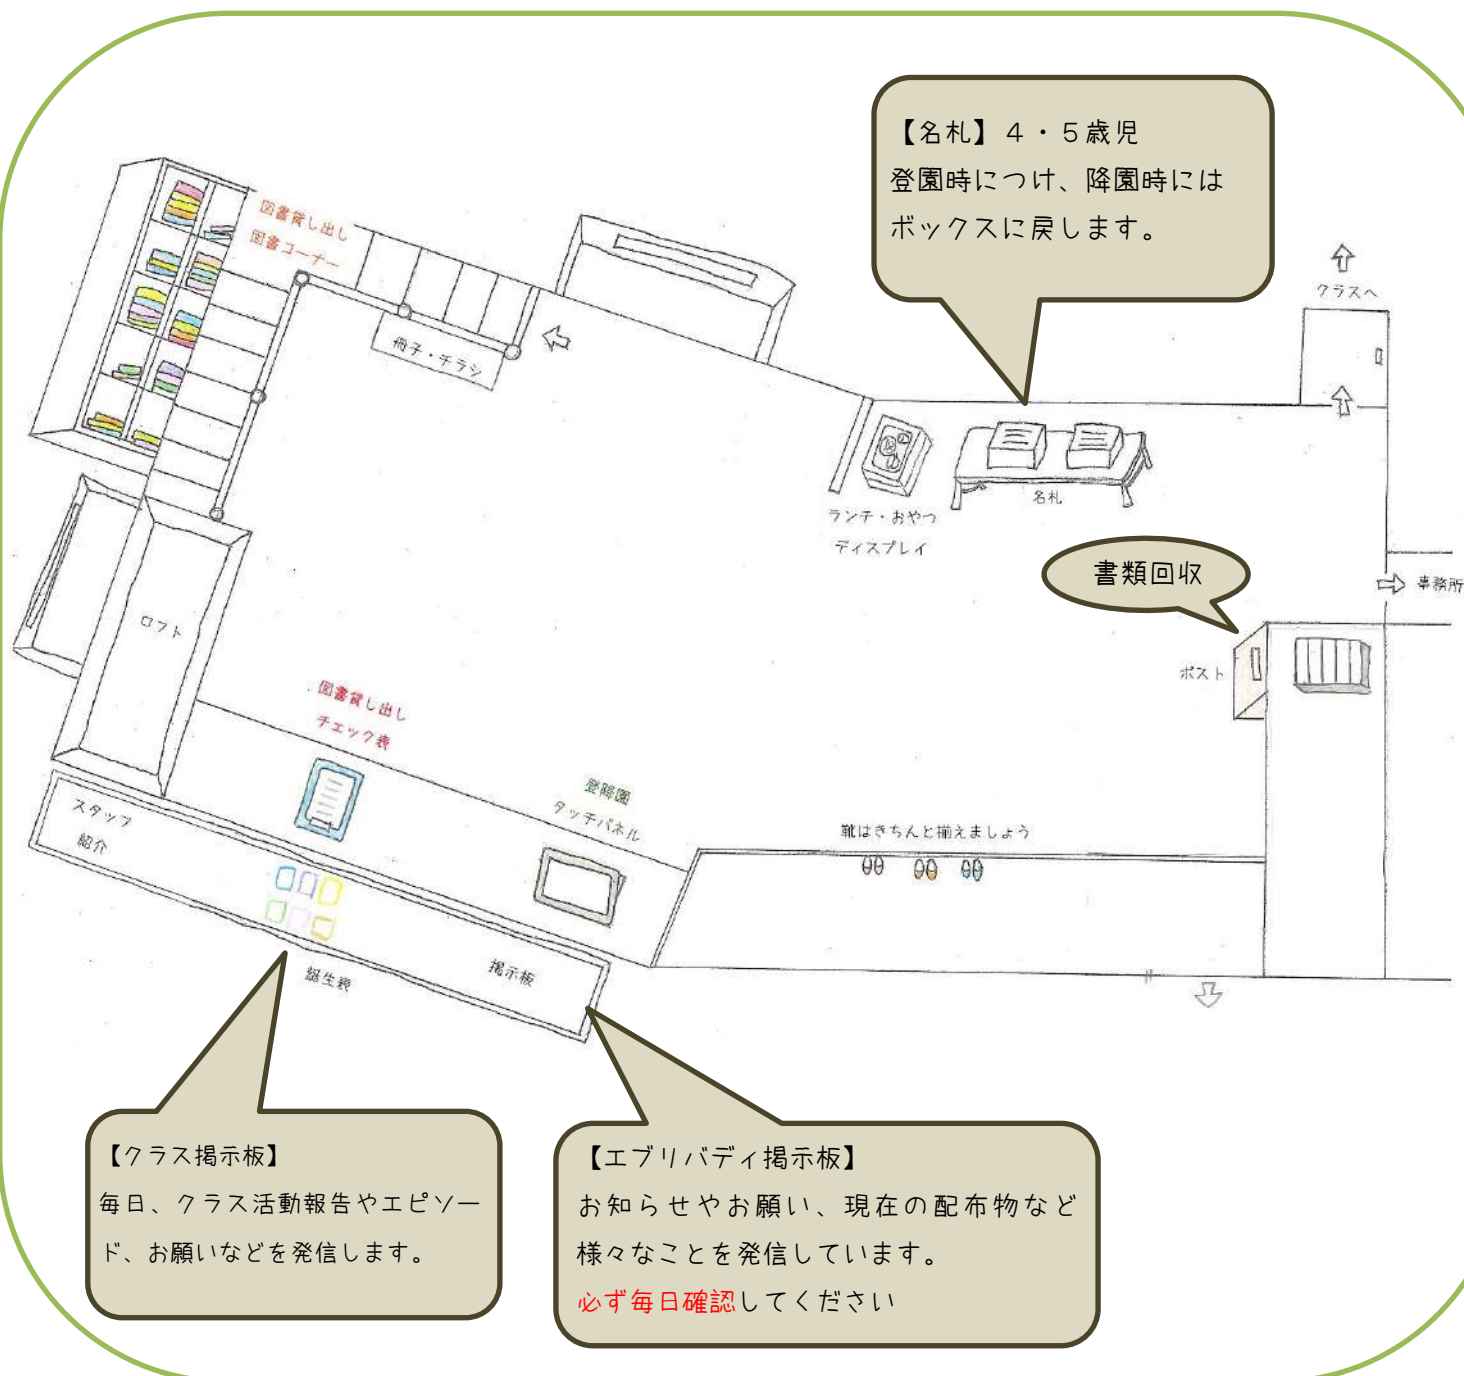 【名札】４・５歳児
登園時につけ、降園時には
ボックスに戻します。
図書貸し出し
図書コーナー
冊子・チラシ
クラスへ
名札
ランチ・おやつ
ディスプレイ
書類回収
事務所
ポスト
ロフト
図書貸し出し
チェック表
登降園
タッチパネル
靴はきちんと揃えましょう
スタッフ
紹介
誕生表
掲示板
【クラス掲示板】
毎日、クラス活動報告やエピソー
ド、お願いなどを発信します。
【エブリバディ掲示板】
お知らせやお願い、現在の配布物など
様々なことを発信しています。
必ず毎日確認してください